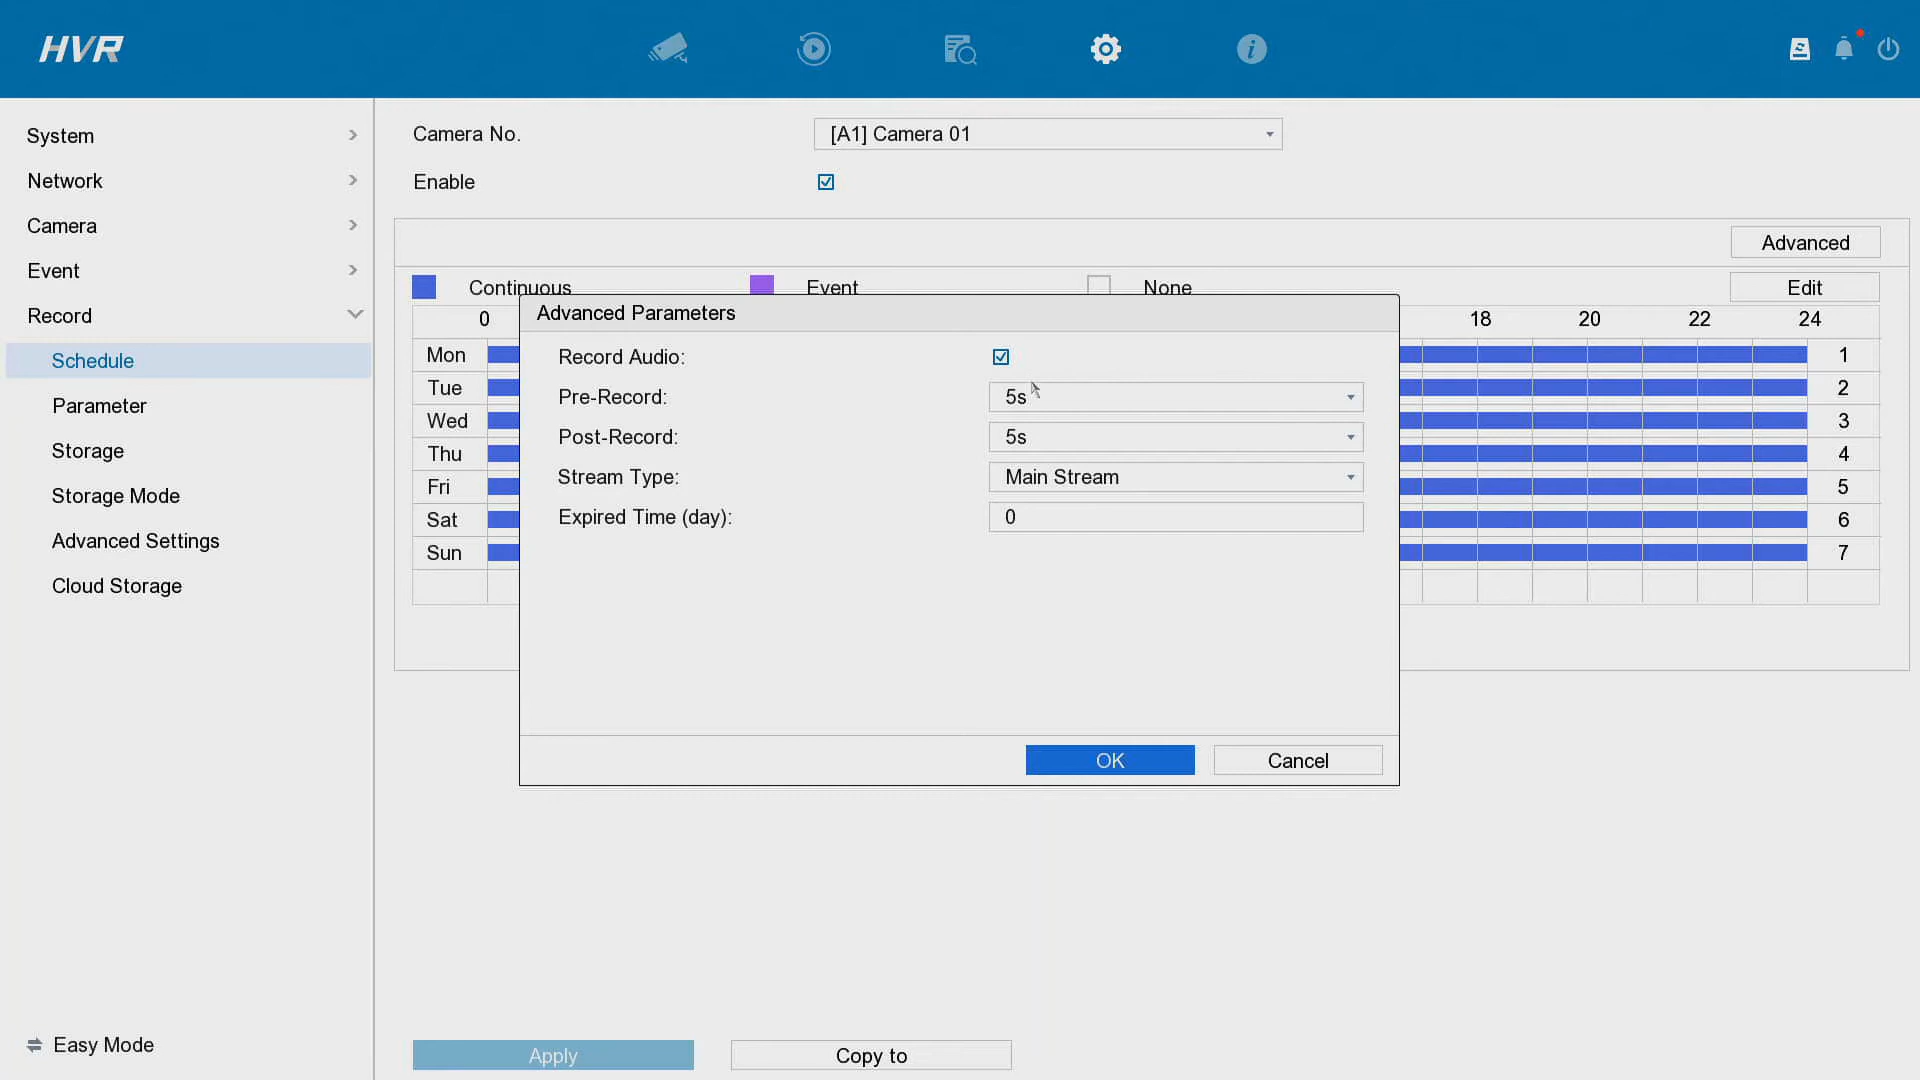 HVR
System
Network
Camera
Event
Record
Schedule
Parameter
Storage
Storage Mode
Advanced Settings
Cloud Storage
Easy Mode
Camera No. [A1] Camera 01
Enable
Advanced
Continuous Event None Edit
0 18 20 22 24
Mon 1
Tue 2
Wed 3
Thu 4
Fri 5
Sat 6
Sun 7
Advanced Parameters
Record Audio:
Pre-Record: 5s
Post-Record: 5s
Stream Type: Main Stream
Expired Time (day): 0
OK Cancel
Apply Copy to